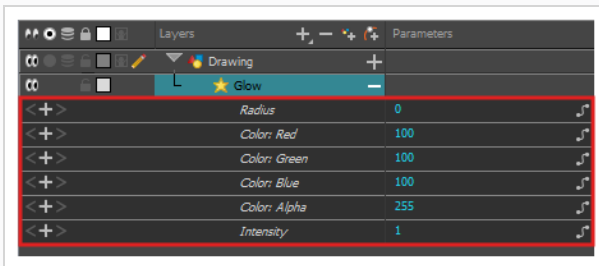 Layers Parameters
Drawing
Glow
Radius 0
Color: Red 100
Color: Green 100
Color: Blue 100
Color: Alpha 255
Intensity 1